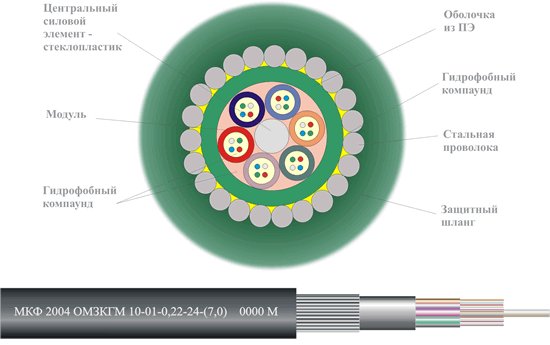 Центральный
силовой
элемент -
стеклопластик
Модуль
Гидрофобный
компаунд
Оболочка
из ПЭ
Гидрофобный
компаунд
Стальная
проволока
Защитный
шланг
МКФ 2004 ОМЗКГМ 10-01-0,22-24-(7,0) 0000 М